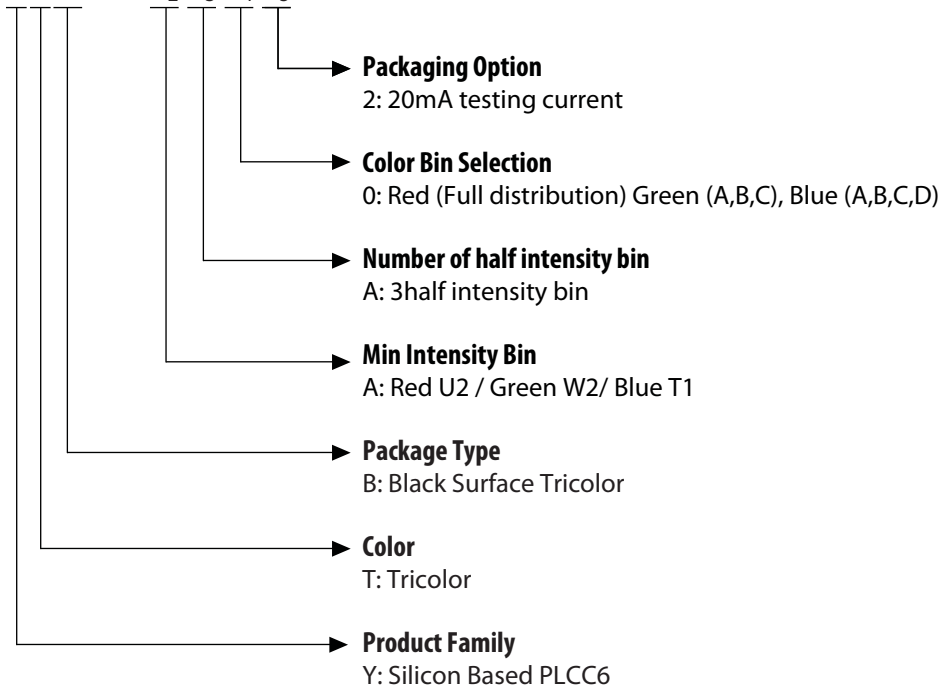 Packaging Option
2: 20mA testing current
Color Bin Selection
0: Red (Full distribution) Green (A,B,C), Blue (A,B,C,D)
Number of half intensity bin
A: 3half intensity bin
Min Intensity Bin
A: Red U2 / Green W2/ Blue T1
Package Type
B: Black Surface Tricolor
Color
T: Tricolor
Product Family
Y: Silicon Based PLCC6